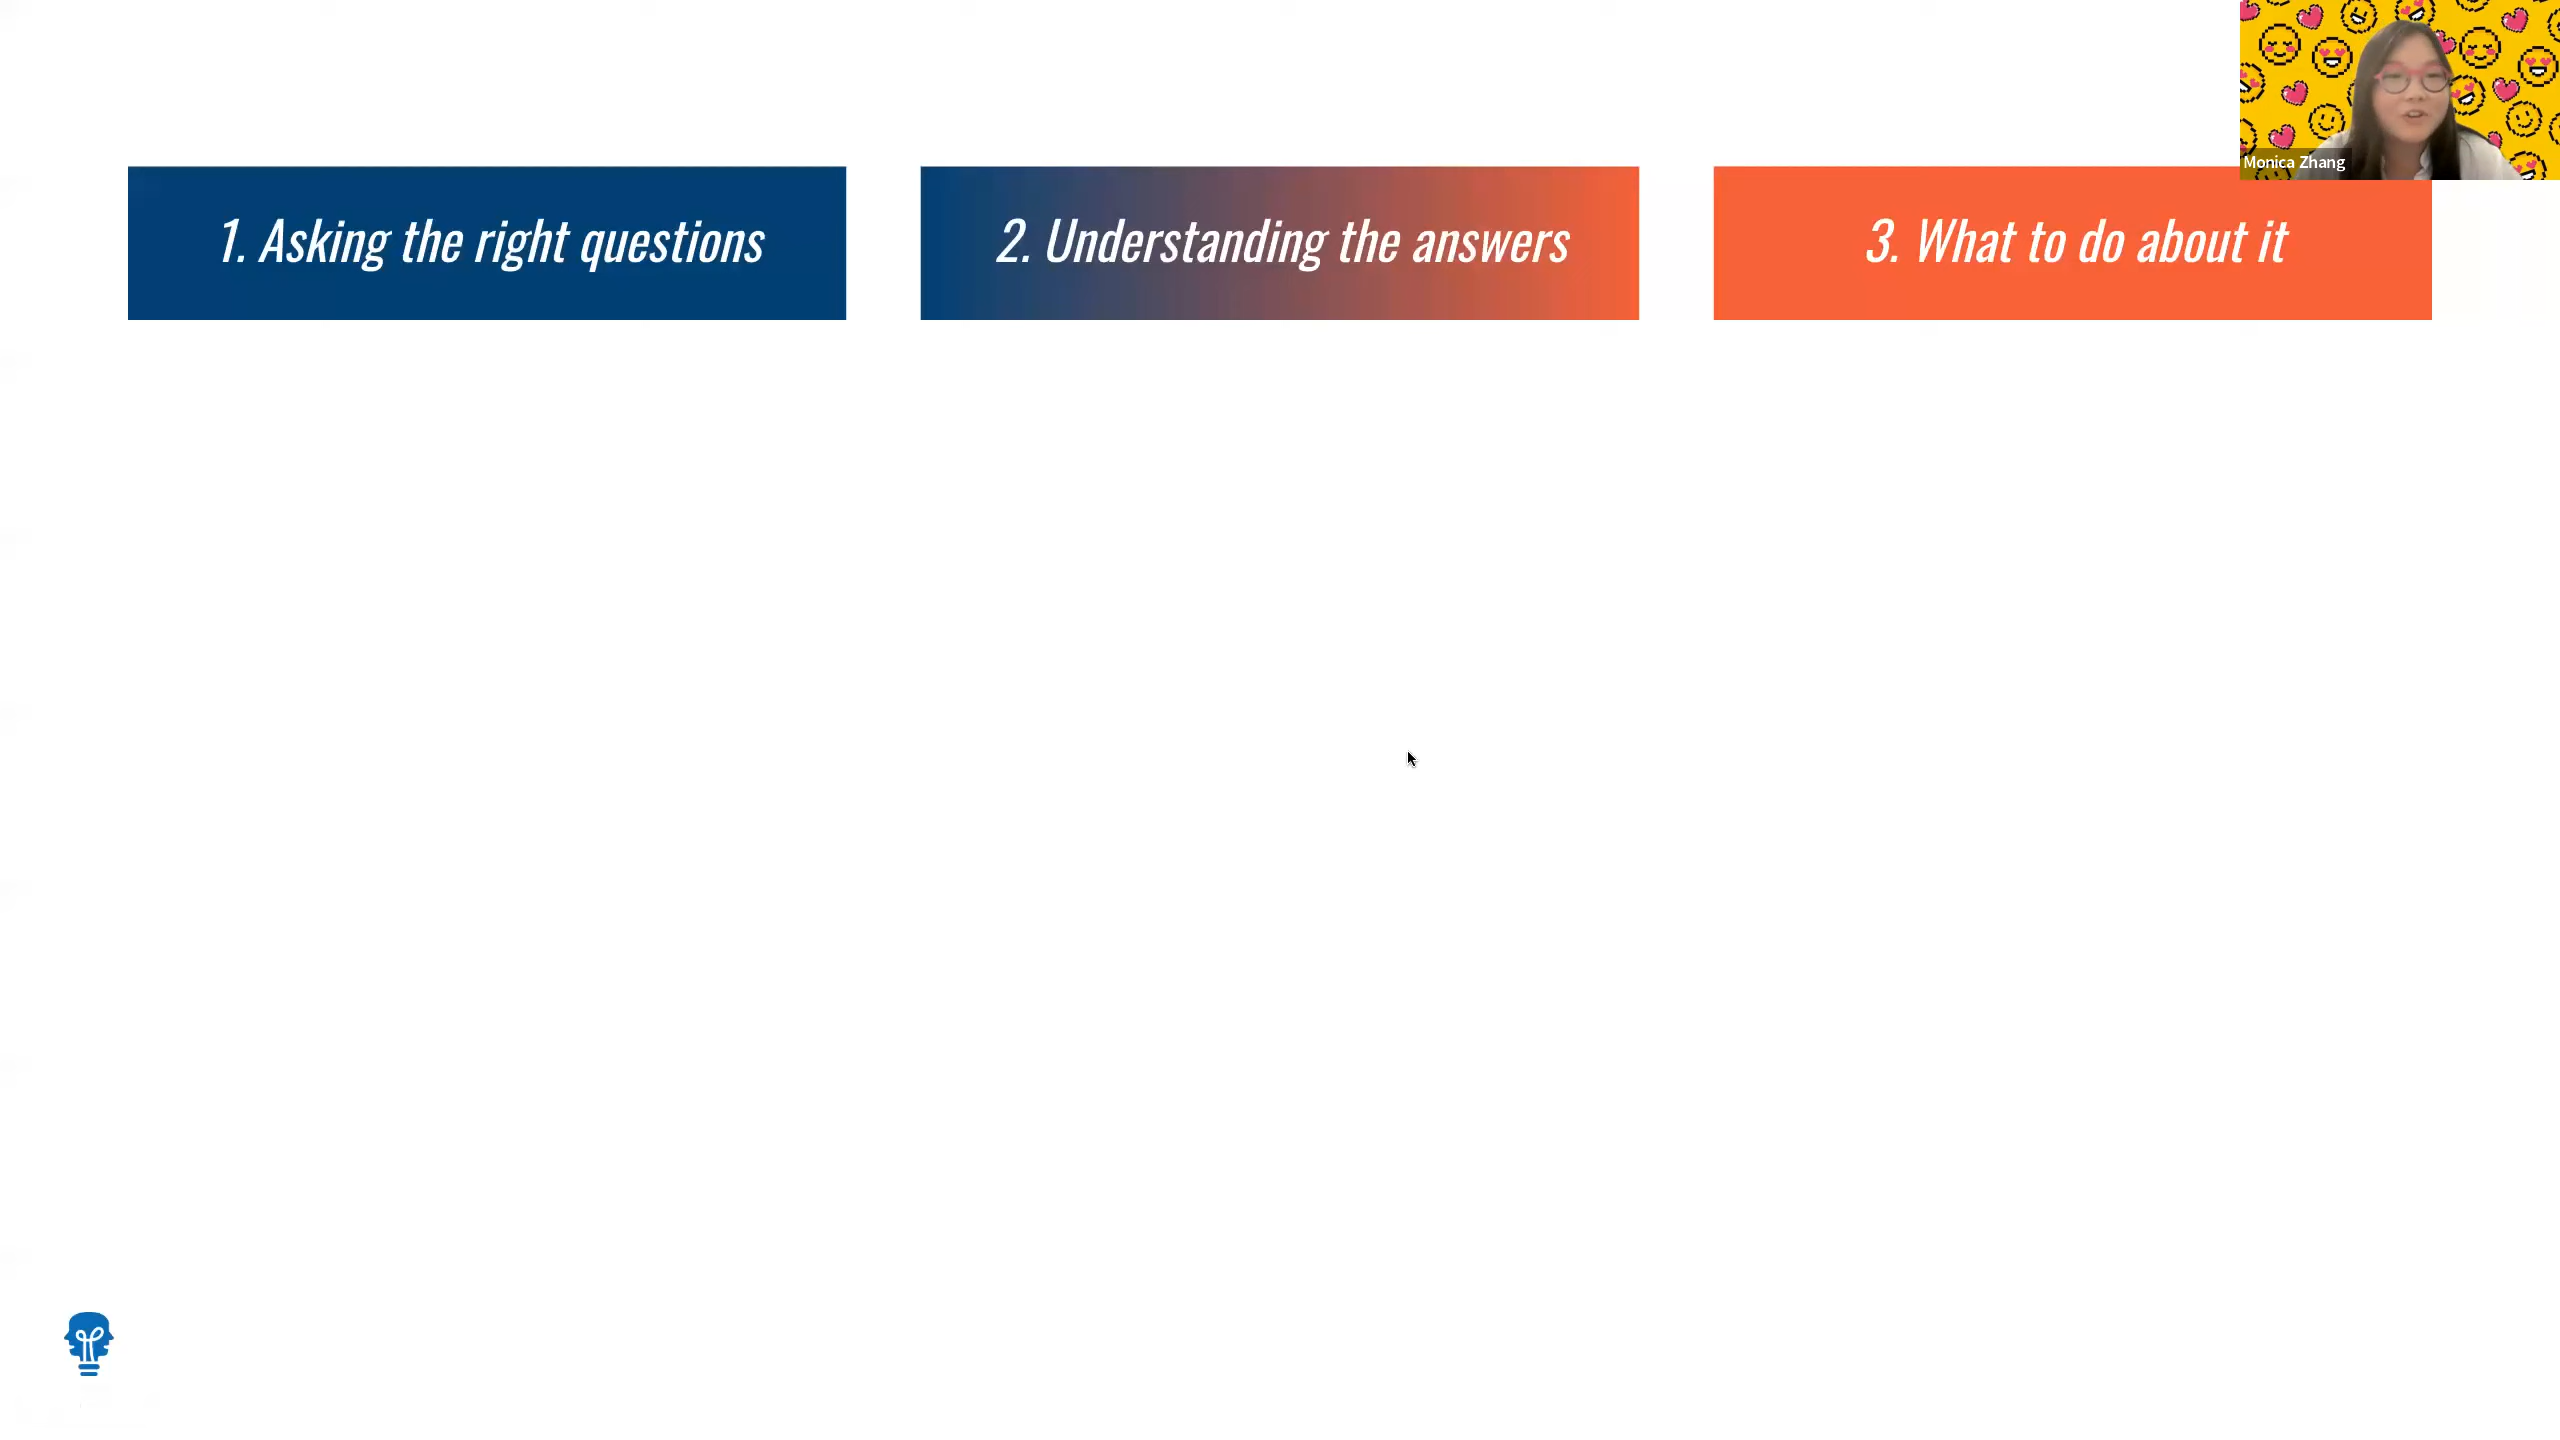 Monica Zhang
1. Asking the right questions
2. Understanding the answers
3. What to do about it